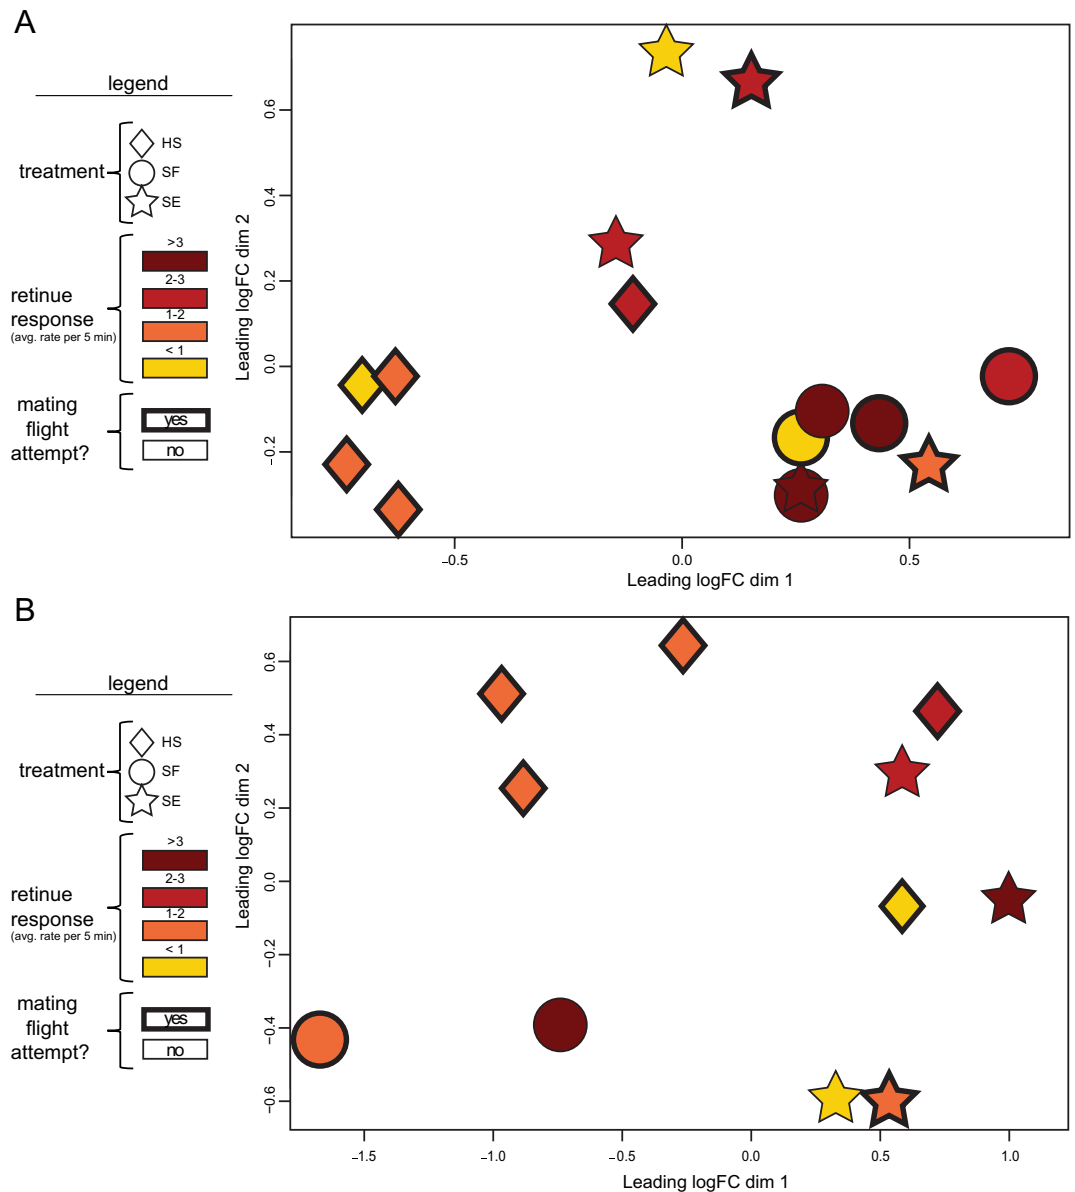 A
legend
treatment
HS
SF
SE
retinue
response
(avg. rate per 5 min)
>3
2-3
1-2
< 1
mating
flight
attempt?
yes
no
Leading logFC dim 2
0.6
0.4
0.2
0.0
−0.2
−0.5
0.0
0.5
Leading logFC dim 1
B
legend
treatment
HS
SF
SE
retinue
response
(avg. rate per 5 min)
>3
2-3
1-2
< 1
mating
flight
attempt?
yes
no
Leading logFC dim 2
0.6
0.4
0.2
0.0
−0.2
−0.4
−0.6
−1.5
−1.0
−0.5
0.0
0.5
1.0
Leading logFC dim 1